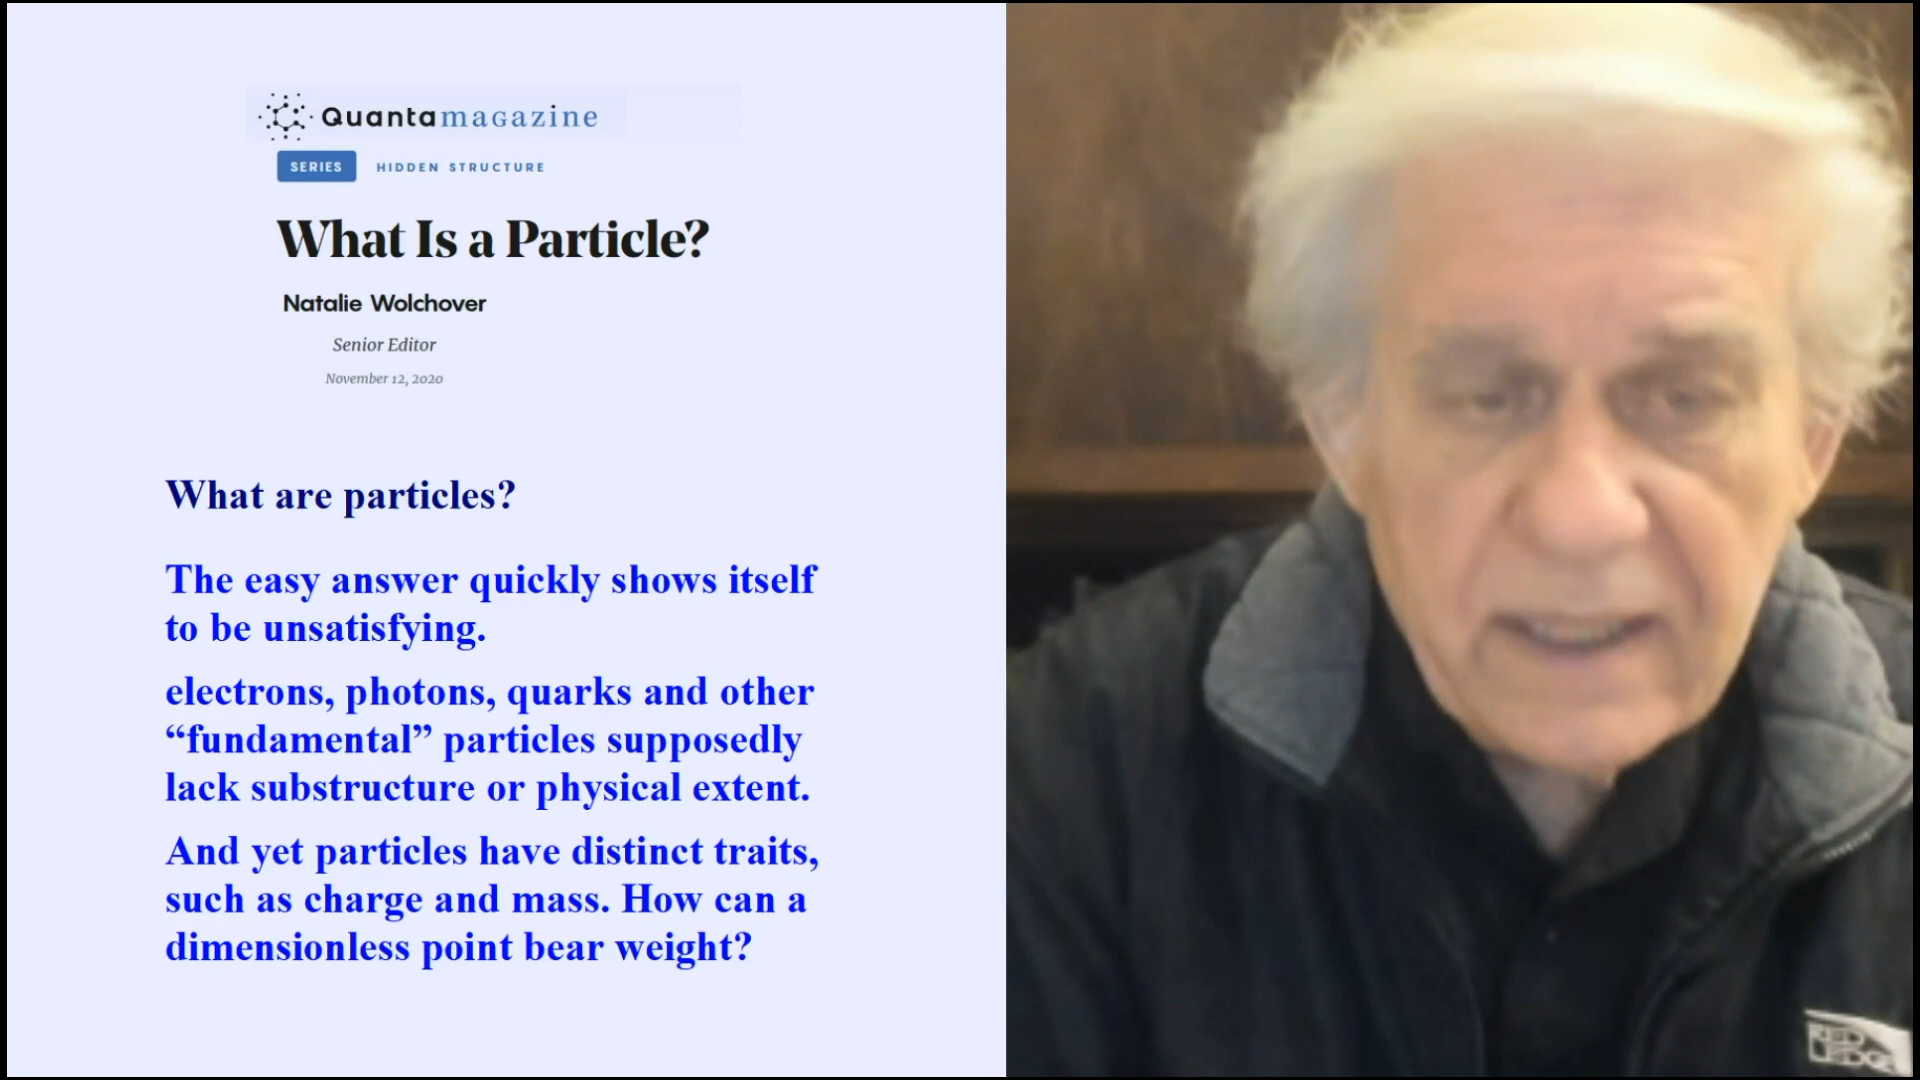 Quantamagazine
SERIES HIDDEN STRUCTURE
What Is a Particle?
Natalie Wolchover
Senior Editor
November 12, 2020
What are particles?
The easy answer quickly shows itself
to be unsatisfying.
electrons, photons, quarks and other
“fundamental” particles supposedly
lack substructure or physical extent.
And yet particles have distinct traits,
such as charge and mass. How can a
dimensionless point bear weight?
RED
LEDGE